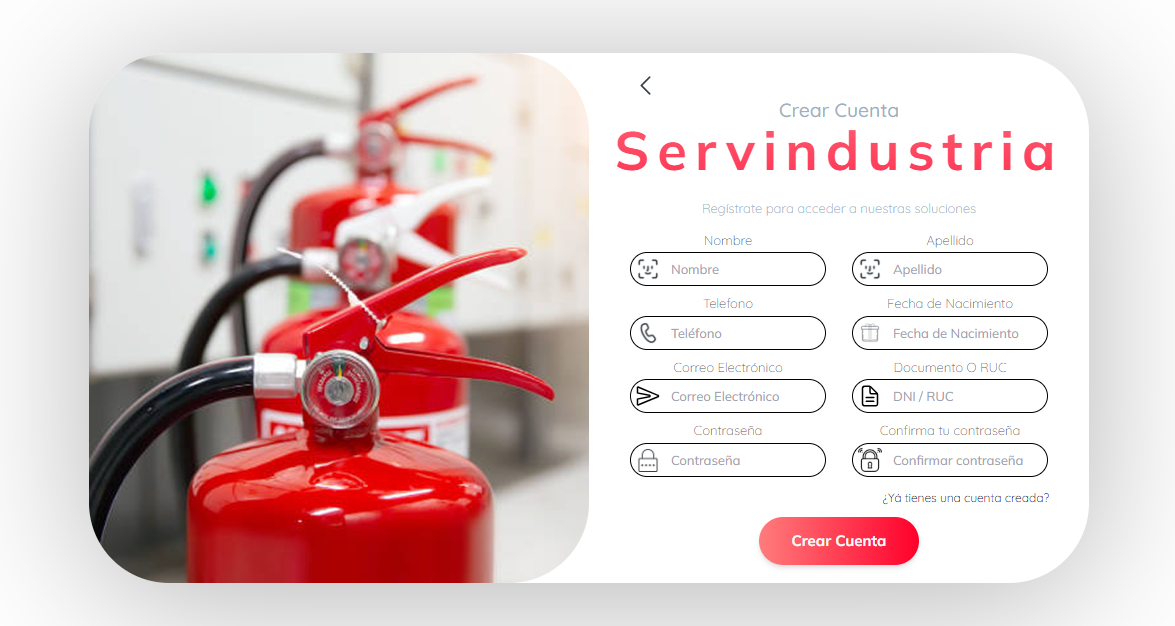 Crear Cuenta
Servindustria
Regístrate para acceder a nuestras soluciones
Nombre Apellido
Nombre Apellido
Telefono Fecha de Nacimiento
Teléfono Fecha de Nacimiento
Correo Electrónico Documento O RUC
Correo Electrónico DNI / RUC
Contraseña Confirma tu contraseña
Contraseña Confirmar contraseña
¿Yá tienes una cuenta creada?
Crear Cuenta